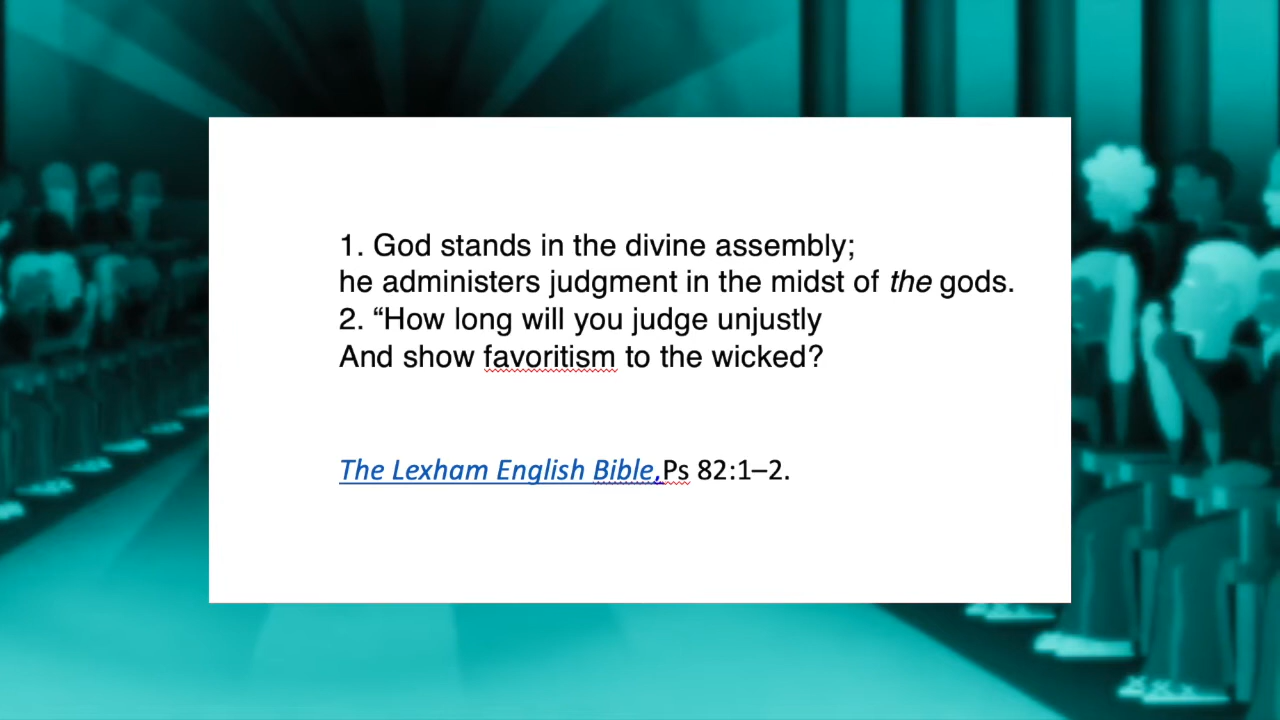 1. God stands in the divine assembly;
he administers judgment in the midst of the gods.
2. “How long will you judge unjustly
And show favoritism to the wicked?
The Lexham English Bible,Ps 82:1–2.